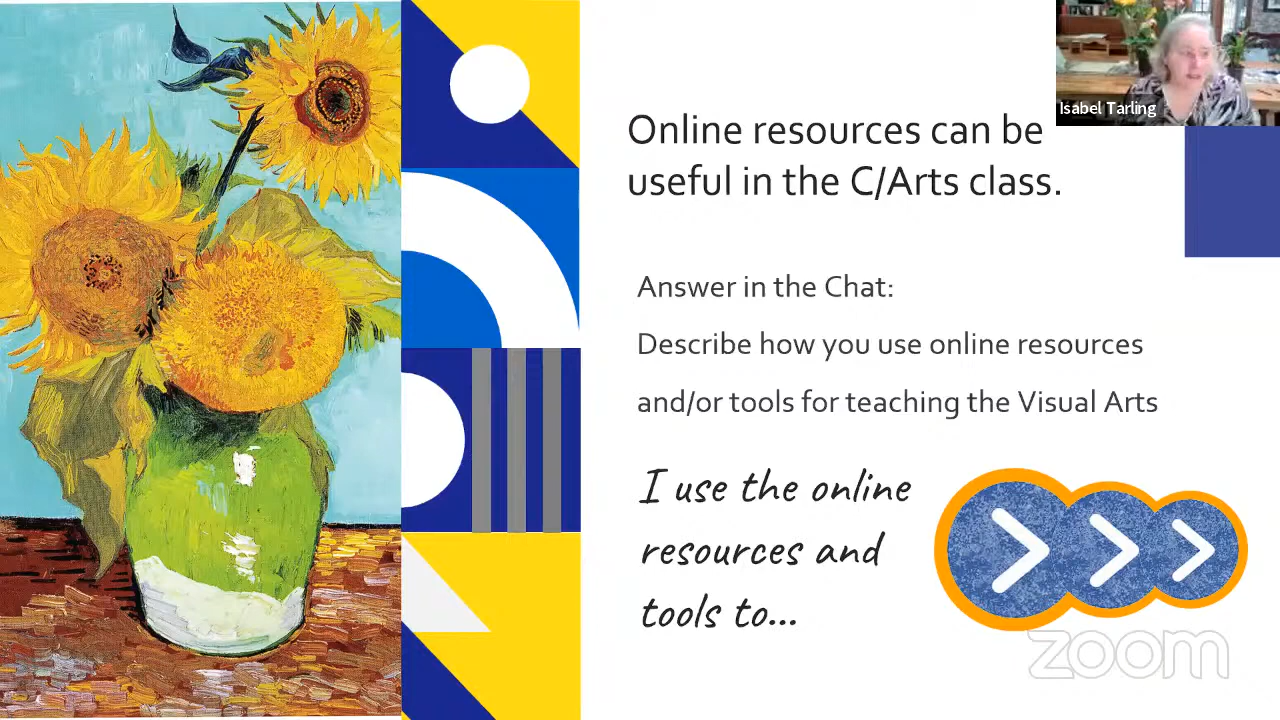 Isabel Tarling
Online resources can be
useful in the C/Arts class.
Answer in the Chat:
Describe how you use online resources
and/or tools for teaching the Visual Arts
I use the online
resources and
tools to...
zoom